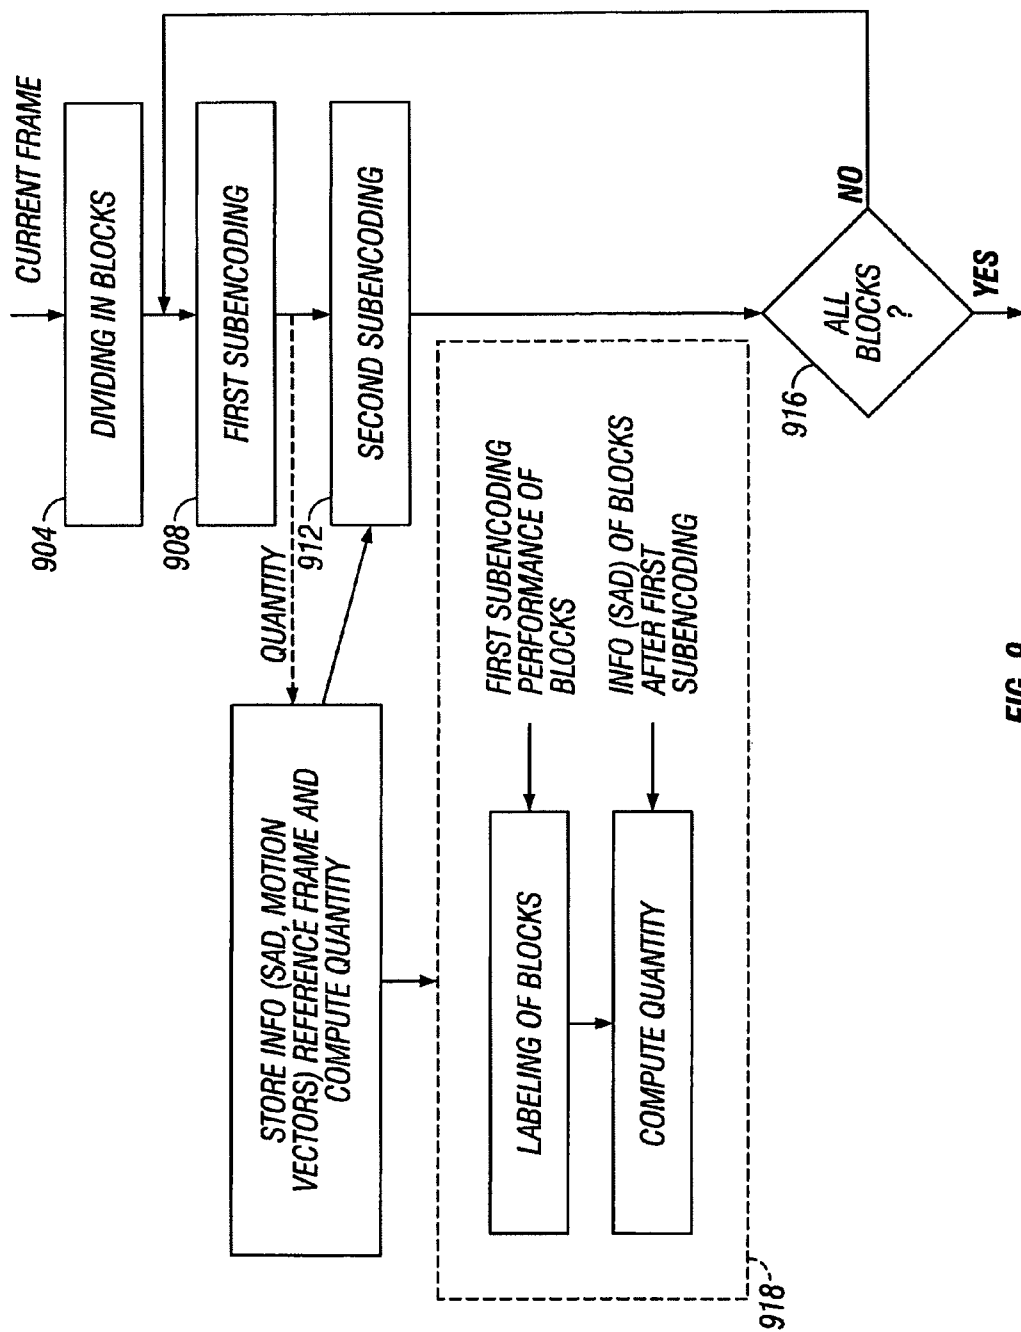 CURRENT FRAME
904
DIVIDING IN BLOCKS
908
FIRST SUBENCODING
QUANTITY
912
SECOND SUBENCODING
STORE INFO (SAD, MOTION
VECTORS) REFERENCE FRAME AND
COMPUTE QUANTITY
FIRST SUBENCODING
PERFORMANCE OF
BLOCKS
LABELING OF BLOCKS
INFO (SAD) OF BLOCKS
AFTER FIRST
SUBENCODING
COMPUTE QUANTITY
918
916
ALL
BLOCKS
?
NO
YES